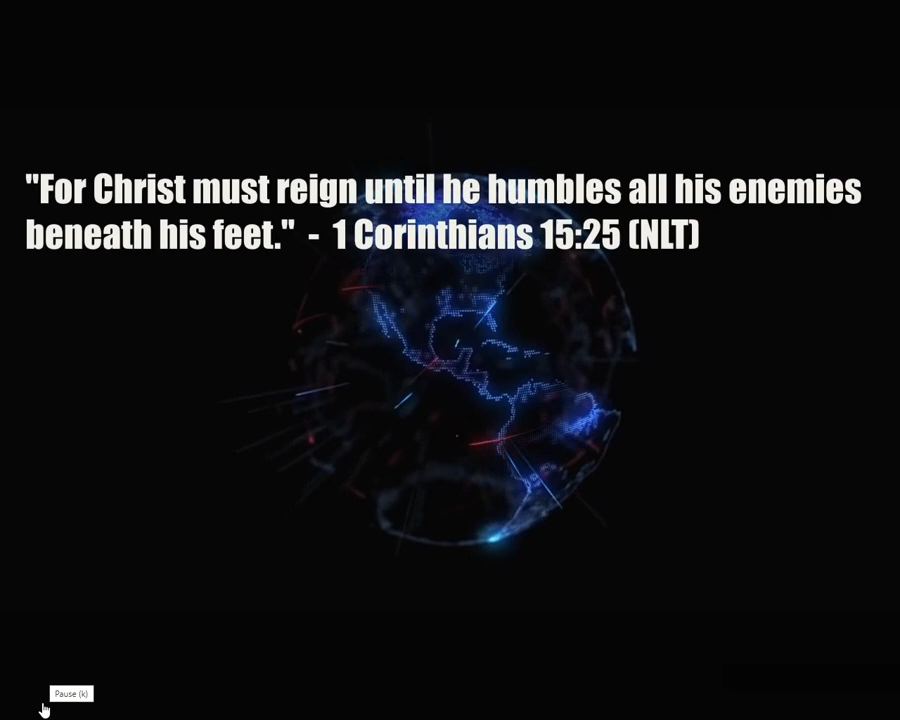 "For Christ must reign until he humbles all his enemies
beneath his feet."  -  1 Corinthians 15:25 (NLT)
Pause (k)